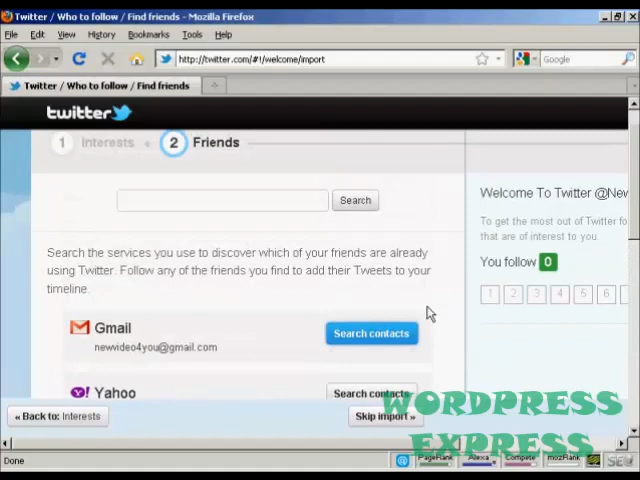 Twitter / Who to follow / Find friends - Mozilla Firefox
File Edit View History Bookmarks Tools Help
http://twitter.com/#!/welcome/import
Google
Twitter / Who to follow / Find friends
twitter
1 Interests 2 Friends
Search
Welcome To Twitter @New
Search the services you use to discover which of your friends are already
using Twitter. Follow any of the friends you find to add their Tweets to your
timeline.
To get the most out of Twitter fo
that are of interest to you.
You follow 0
1 2 3 4 5 6
Gmail
newvideo4you@gmail.com
Search contacts
Yahoo
Search contacts
« Back to: Interests
Skip import »
WORDPRESS
EXPRESS
Done
PageRank Alexa Compete mozRank SE